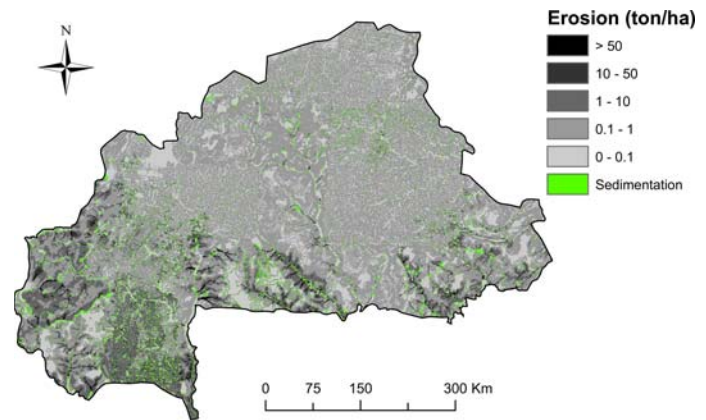 N
Erosion (ton/ha)
> 50
10 - 50
1 - 10
0.1 - 1
0 - 0.1
Sedimentation
0 75 150 300 Km